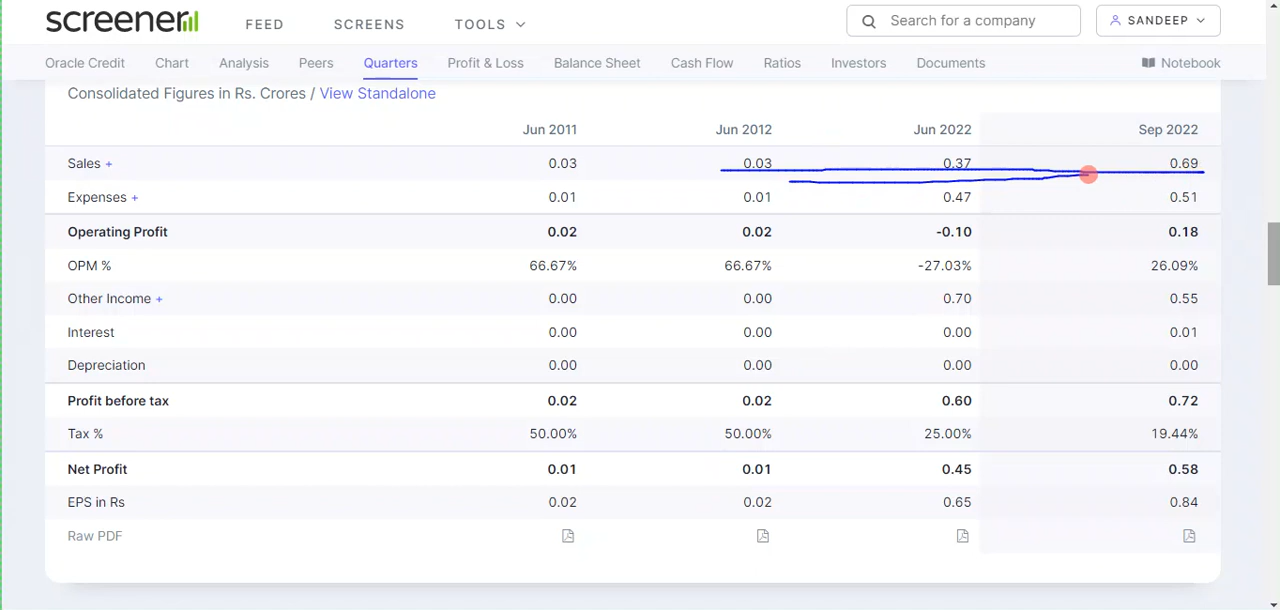 screener FEED SCREENS TOOLS Search for a company SANDEEP
Oracle Credit Chart Analysis Peers Quarters Profit & Loss Balance Sheet Cash Flow Ratios Investors Documents Notebook
Consolidated Figures in Rs. Crores / View Standalone
Jun 2011 Jun 2012 Jun 2022 Sep 2022
Sales + 0.03 0.03 0.37 0.69
Expenses + 0.01 0.01 0.47 0.51
Operating Profit 0.02 0.02 -0.10 0.18
OPM % 66.67% 66.67% -27.03% 26.09%
Other Income + 0.00 0.00 0.70 0.55
Interest 0.00 0.00 0.00 0.01
Depreciation 0.00 0.00 0.00 0.00
Profit before tax 0.02 0.02 0.60 0.72
Tax % 50.00% 50.00% 25.00% 19.44%
Net Profit 0.01 0.01 0.45 0.58
EPS in Rs 0.02 0.02 0.65 0.84
Raw PDF